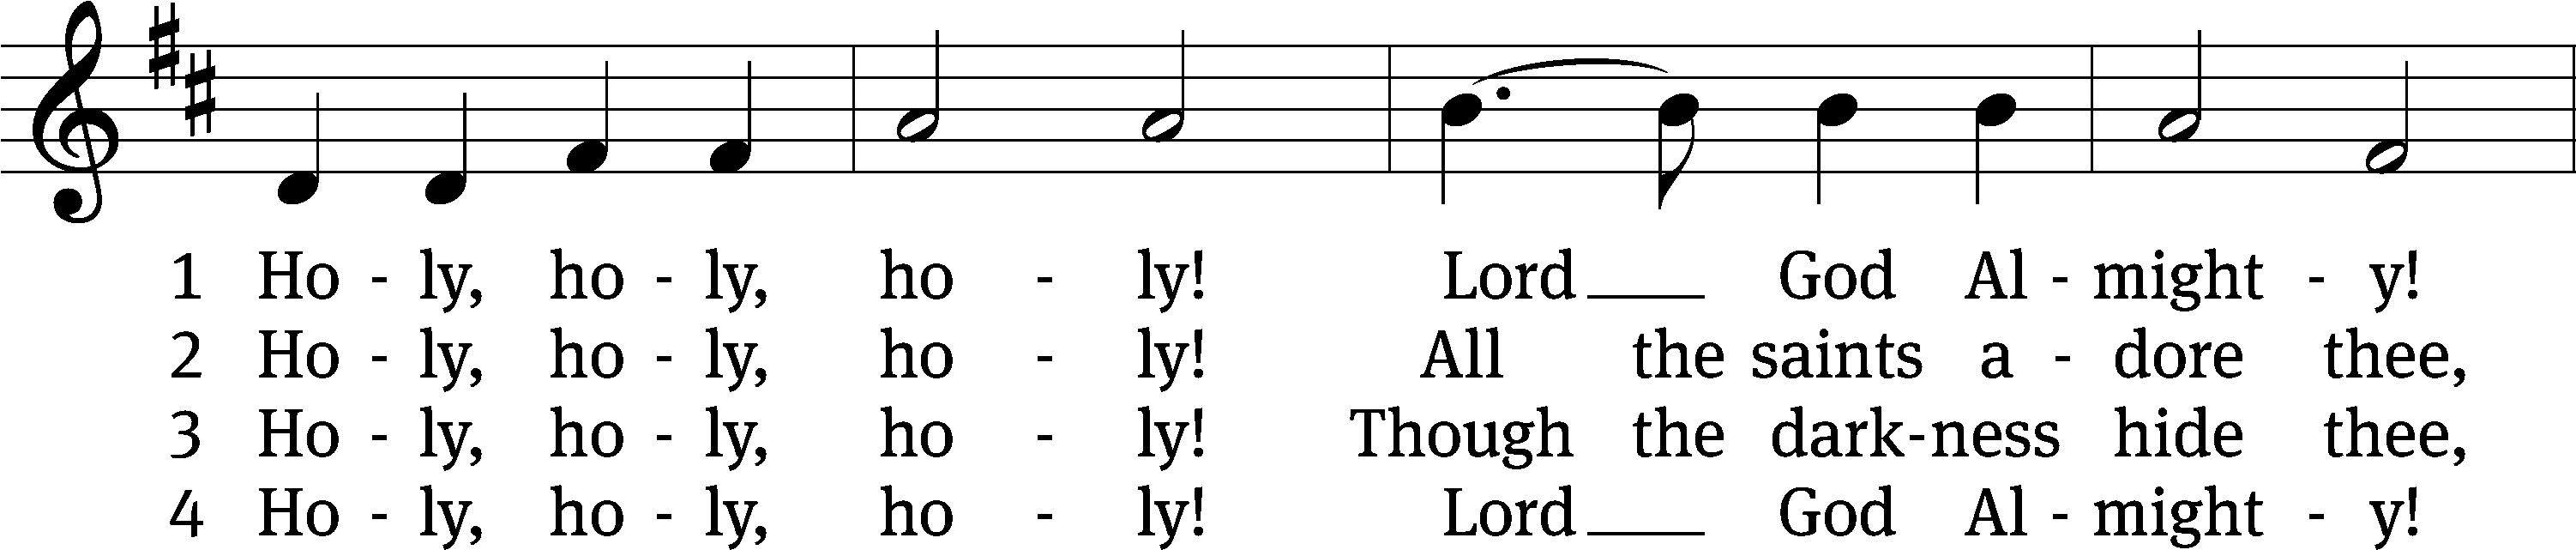 1 Ho - ly, ho - ly, ho - ly! Lord___ God Al - might - y!
2 Ho - ly, ho - ly, ho - ly! All the saints a - dore thee,
3 Ho - ly, ho - ly, ho - ly! Though the dark-ness hide thee,
4 Ho - ly, ho - ly, ho - ly! Lord___ God Al - might - y!